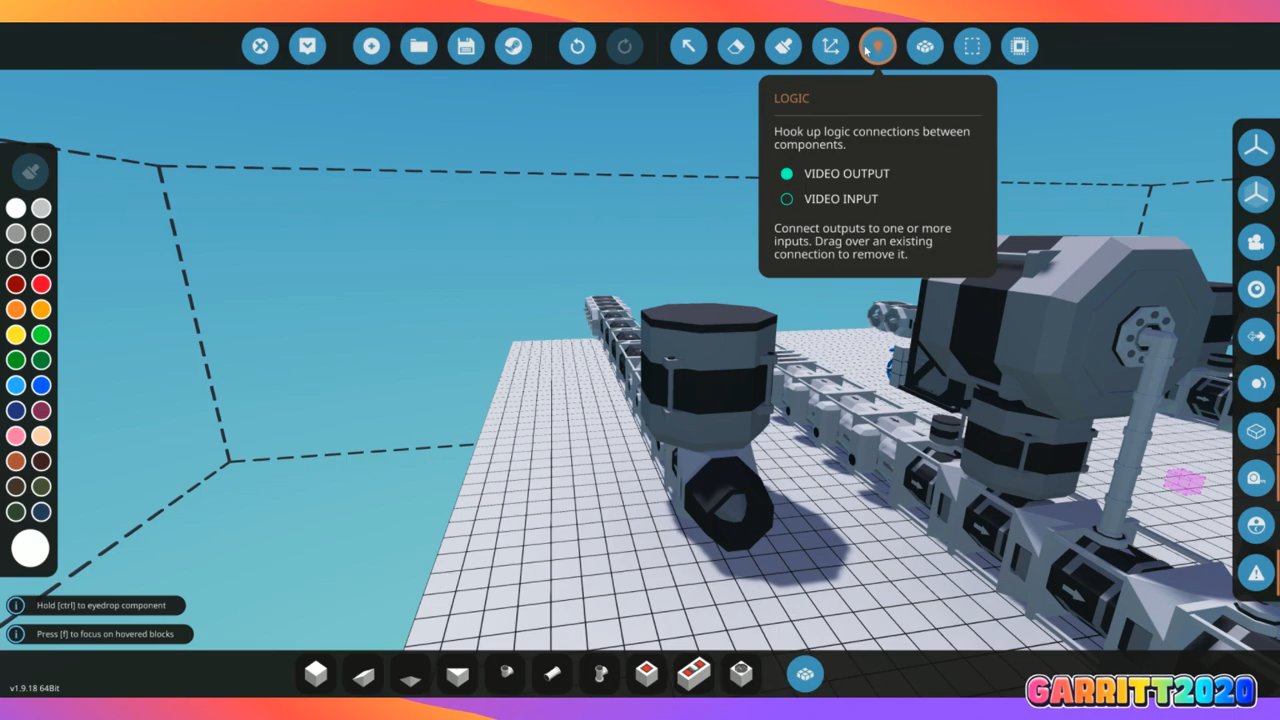 LOGIC
Hook up logic connections between
components.
VIDEO OUTPUT
VIDEO INPUT
Connect outputs to one or more
inputs. Drag over an existing
connection to remove it.
Hold [ctrl] to eyedrop component
Press [f] to focus on hovered blocks
v1.9.18 64Bit
GARRITT2020